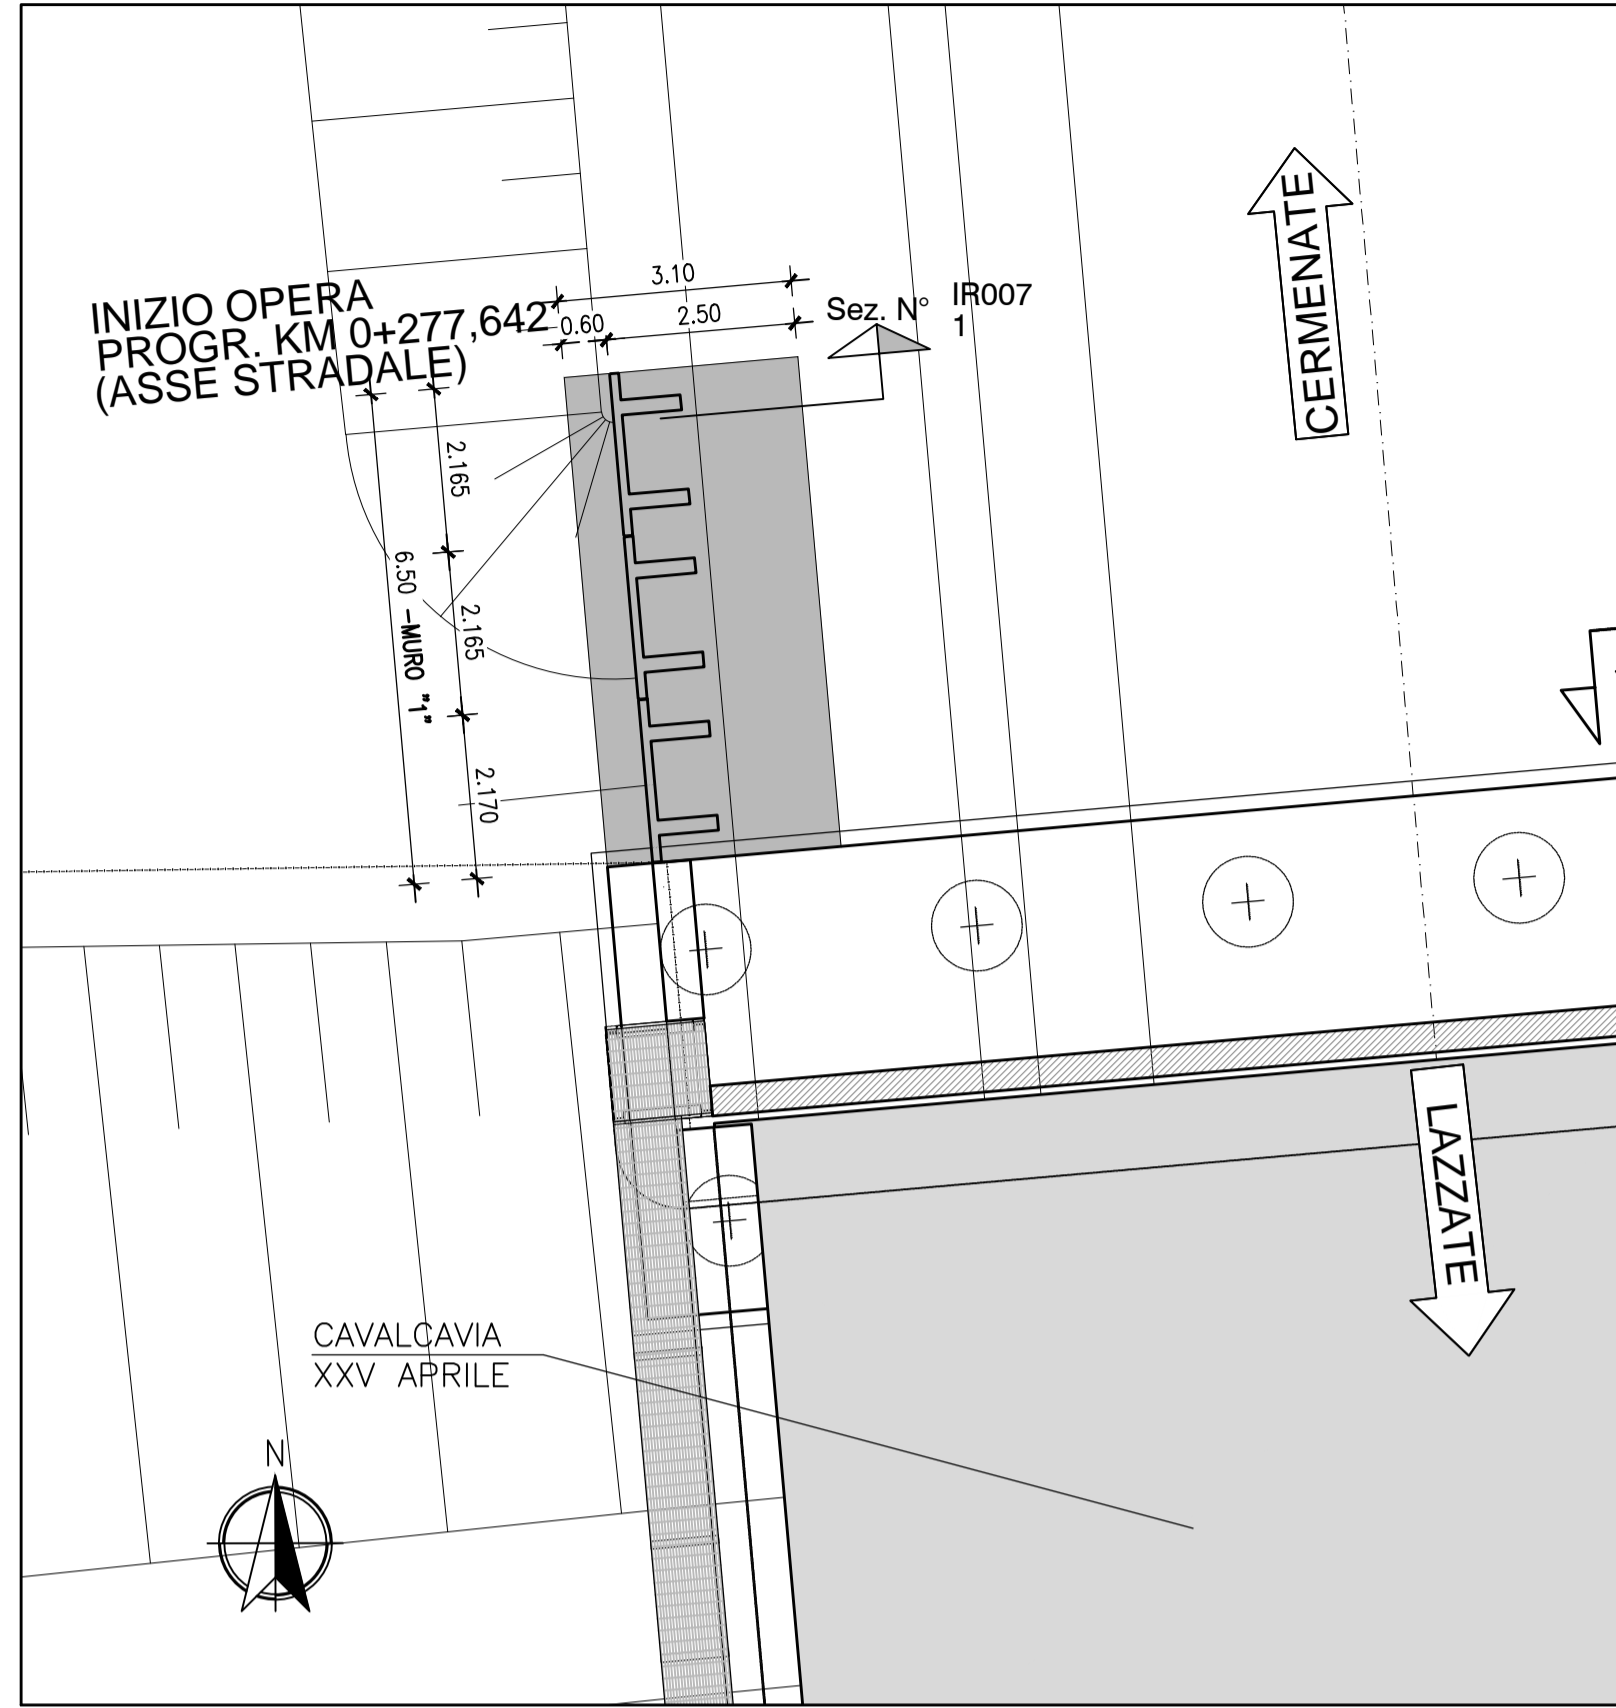 INIZIO OPERA
PROGR. KM 0+277,642
(ASSE STRADALE)
3.10
0.60
2.50
Sez. N°
IR007
1
CERMENATE
2.165
2.165
2.170
6.50 -MURO "1"
LAZZATE
CAVALCAVIA
XXV APRILE
N